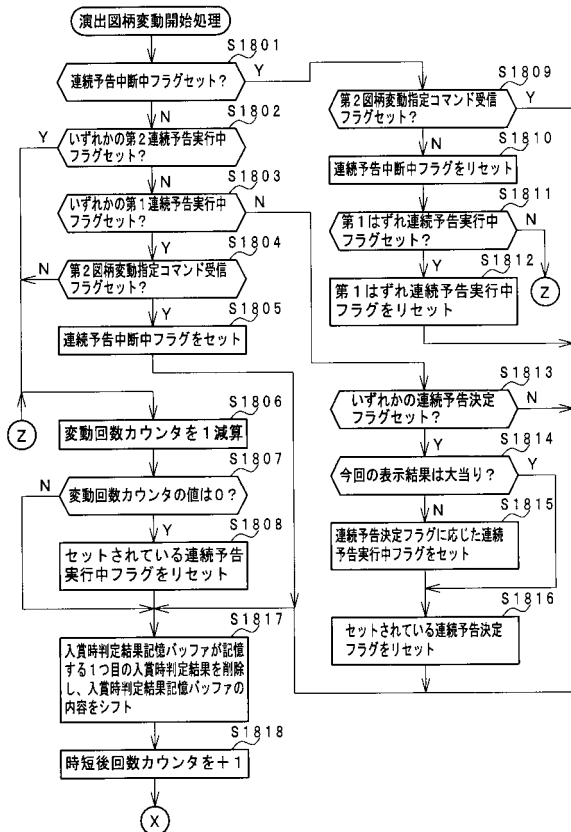 演出図柄変動開始処理
S1801
連続予告中断中フラグセット?
Y
N
S1802
いずれかの第2連続予告実行中
フラグセット?
Y
N
S1803
いずれかの第1連続予告実行中
フラグセット?
N
Y
S1804
第2図柄変動指定コマンド受信
フラグセット?
N
Y
S1805
連続予告中断中フラグをセット
Z
S1806
変動回数カウンタを1減算
S1807
変動回数カウンタの値は0?
N
Y
S1808
セットされている連続予告
実行中フラグをリセット
S1809
第2図柄変動指定コマンド受信
フラグセット?
Y
N
S1810
連続予告中断中フラグをリセット
S1811
第1はずれ連続予告実行中
フラグセット?
N
Y
Z
S1812
第1はずれ連続予告実行中
フラグをリセット
S1813
いずれかの連続予告決定
フラグセット?
N
Y
S1814
今回の表示結果は大当り?
Y
N
S1815
連続予告決定フラグに応じた連続
予告実行中フラグをセット
S1816
セットされている連続予告決定
フラグをリセット
S1817
入賞時判定結果記憶バッファが記憶
する1つ目の入賞時判定結果を削除
し、入賞時判定結果記憶バッファの
内容をシフト
S1818
時短後回数カウンタを+1
X